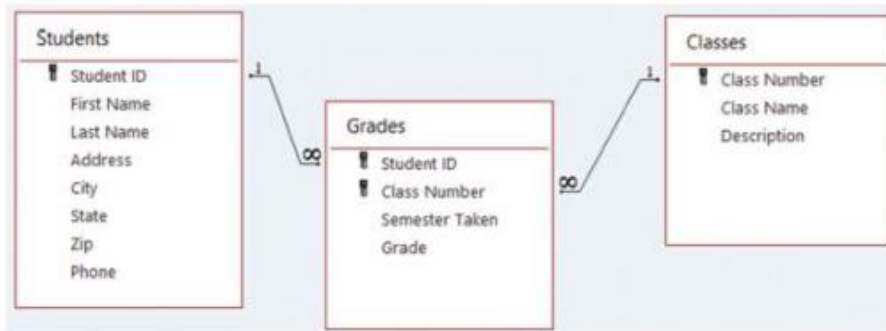 Students
Student ID
First Name
Last Name
Address
City
State
Zip
Phone
1
∞
Grades
Student ID
Class Number
Semester Taken
Grade
∞
1
Classes
Class Number
Class Name
Description